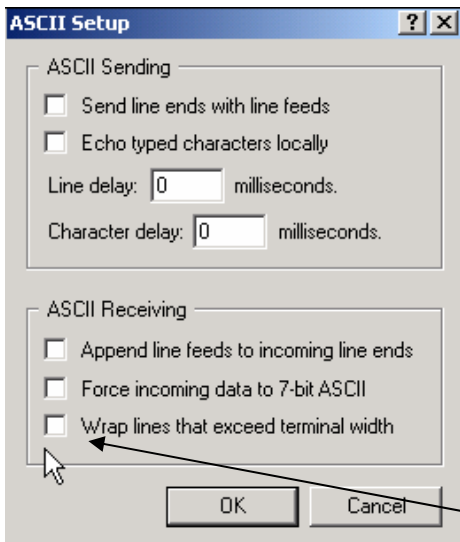 ASCII Setup
ASCII Sending
Send line ends with line feeds
Echo typed characters locally
Line delay: 0 milliseconds.
Character delay: 0 milliseconds.
ASCII Receiving
Append line feeds to incoming line ends
Force incoming data to 7-bit ASCII
Wrap lines that exceed terminal width
OK Cancel